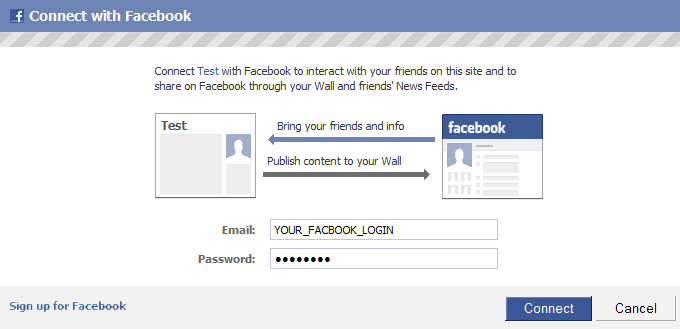 Connect with Facebook
Connect Test with Facebook to interact with your friends on this site and to
share on Facebook through your Wall and friends' News Feeds.
Test
Bring your friends and info
facebook
Publish content to your Wall
Email: YOUR_FACBOOK_LOGIN
Password: ●●●●●●●●
Sign up for Facebook
Connect Cancel